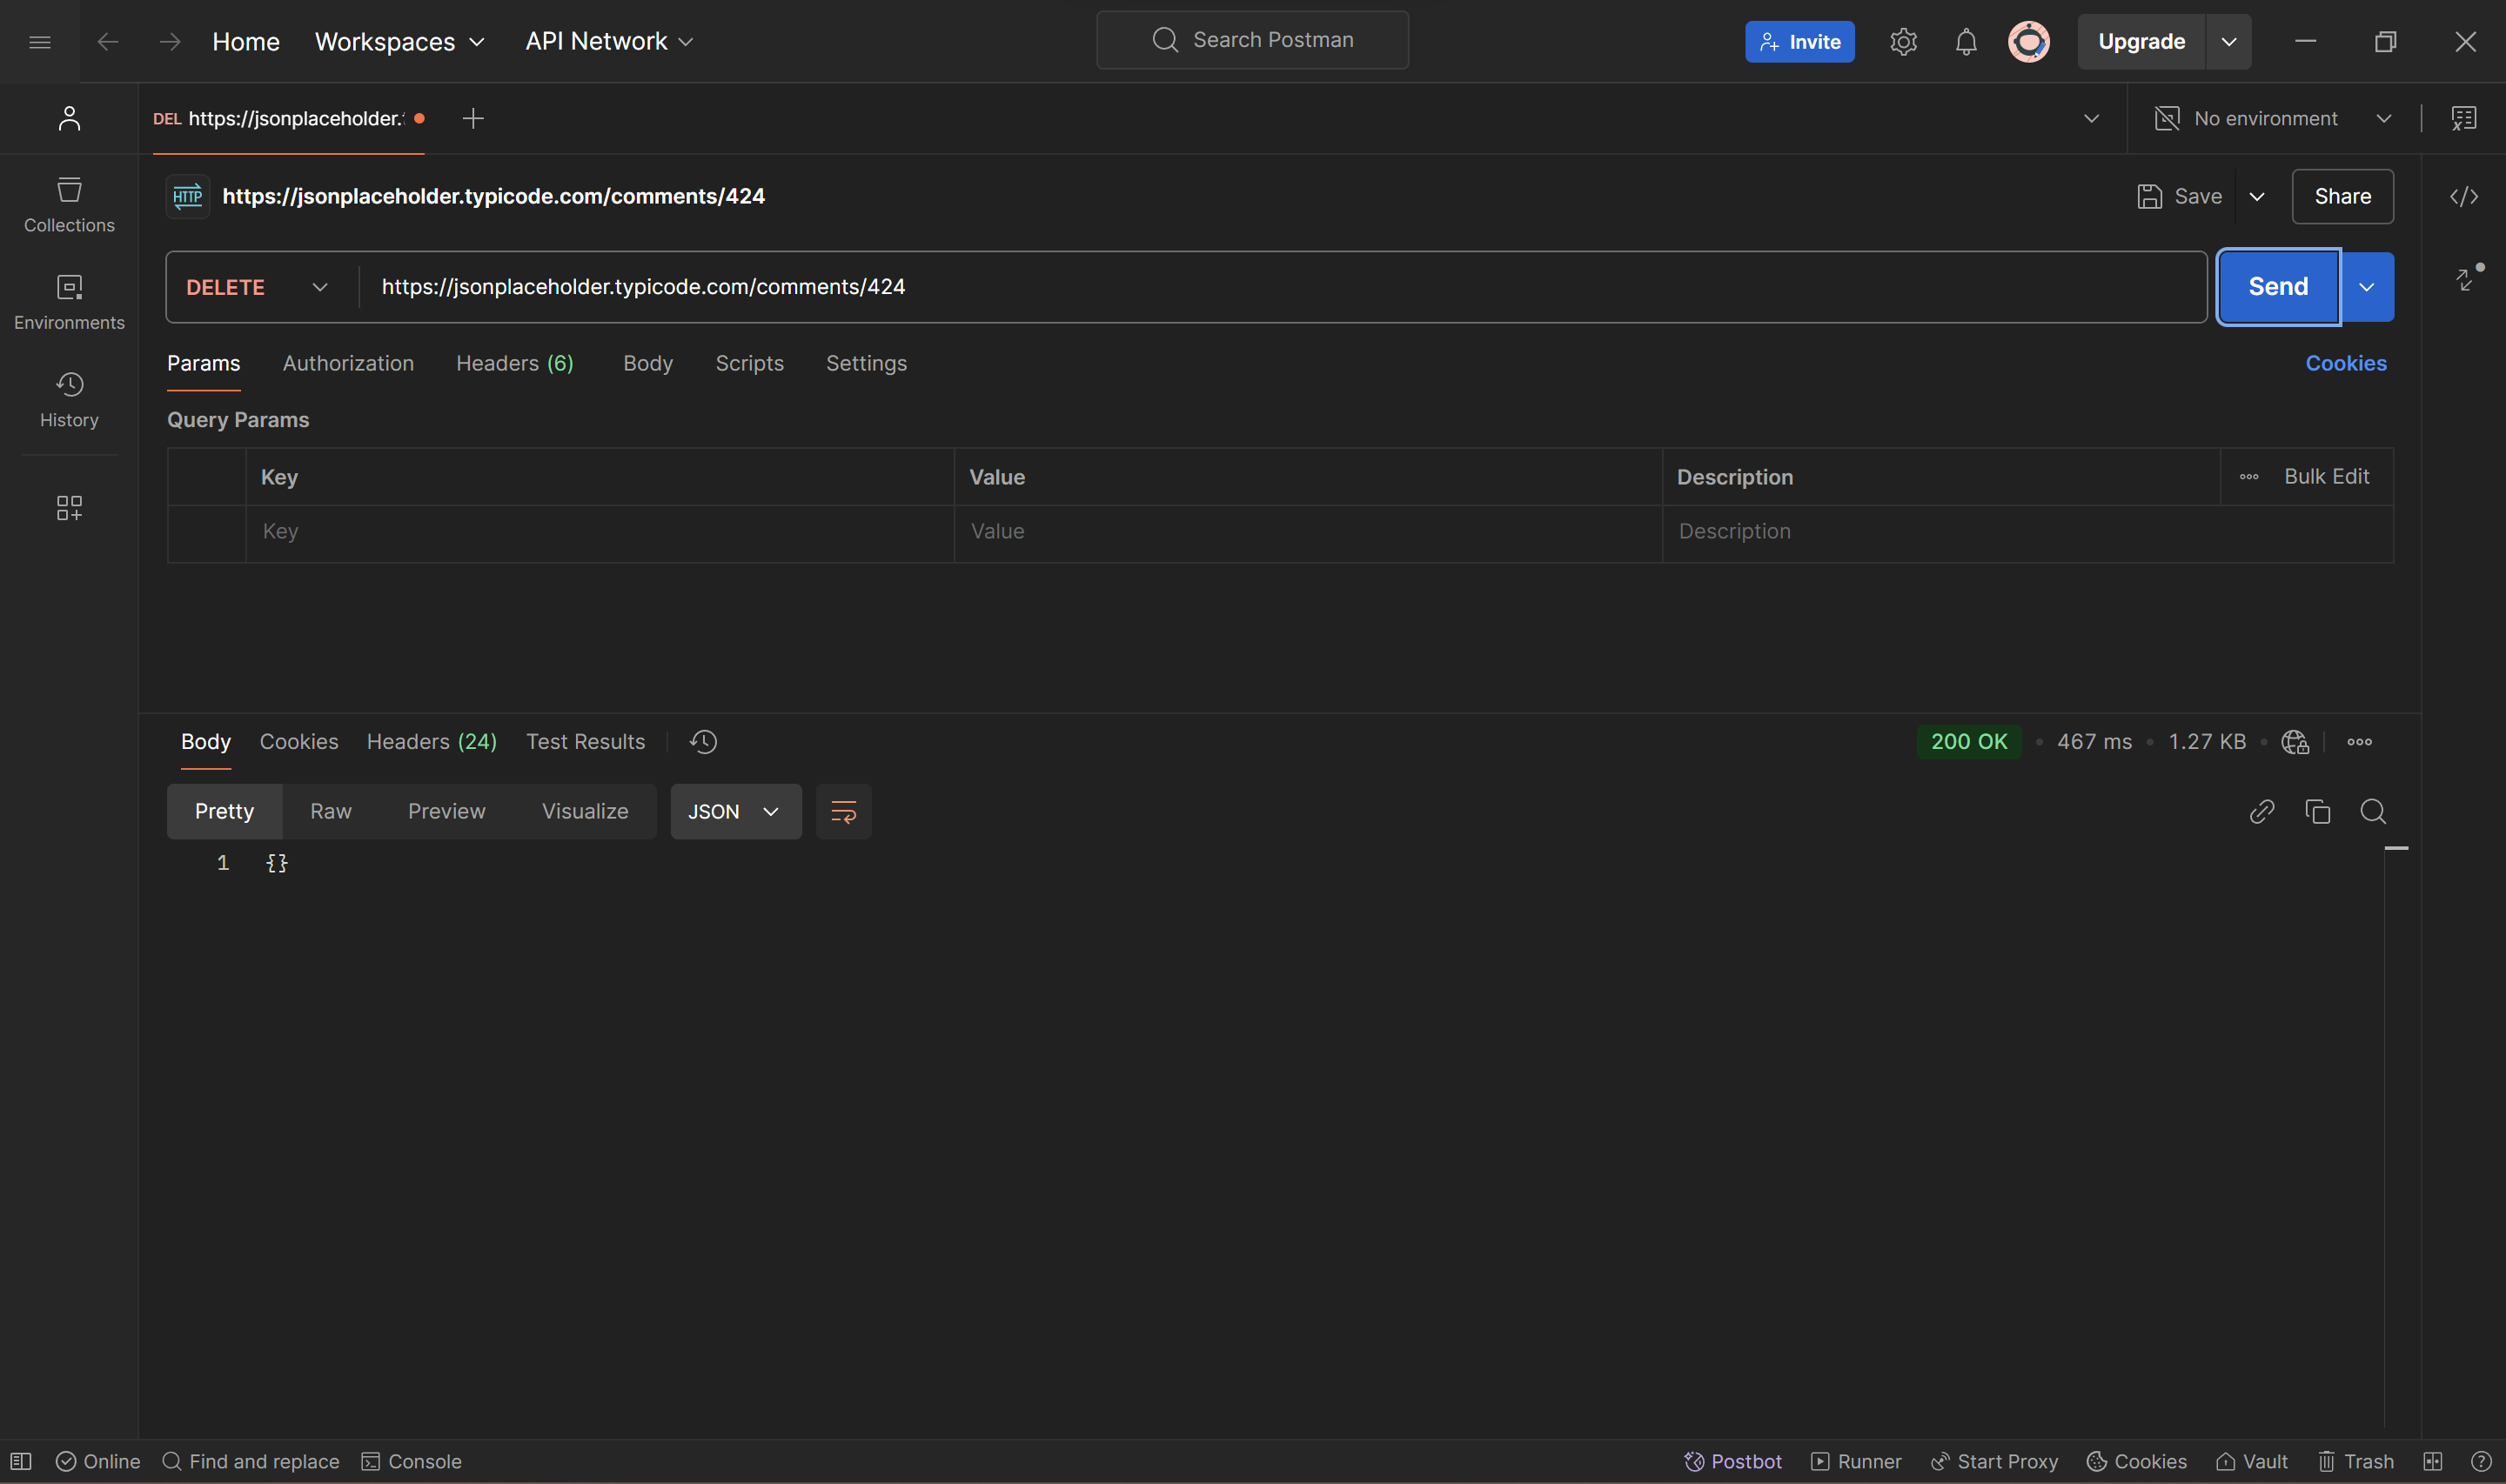 Home Workspaces API Network Search Postman Invite Upgrade
DEL https://jsonplaceholder. No environment
HTTP https://jsonplaceholder.typicode.com/comments/424 Save Share
Collections
DELETE https://jsonplaceholder.typicode.com/comments/424 Send
Environments
Params Authorization Headers (6) Body Scripts Settings Cookies
History
Query Params
Key Value Description Bulk Edit
Key Value Description
Body Cookies Headers (24) Test Results 200 OK • 467 ms • 1.27 KB •
Pretty Raw Preview Visualize JSON
1 {}
Online Find and replace Console Postbot Runner Start Proxy Cookies Vault Trash